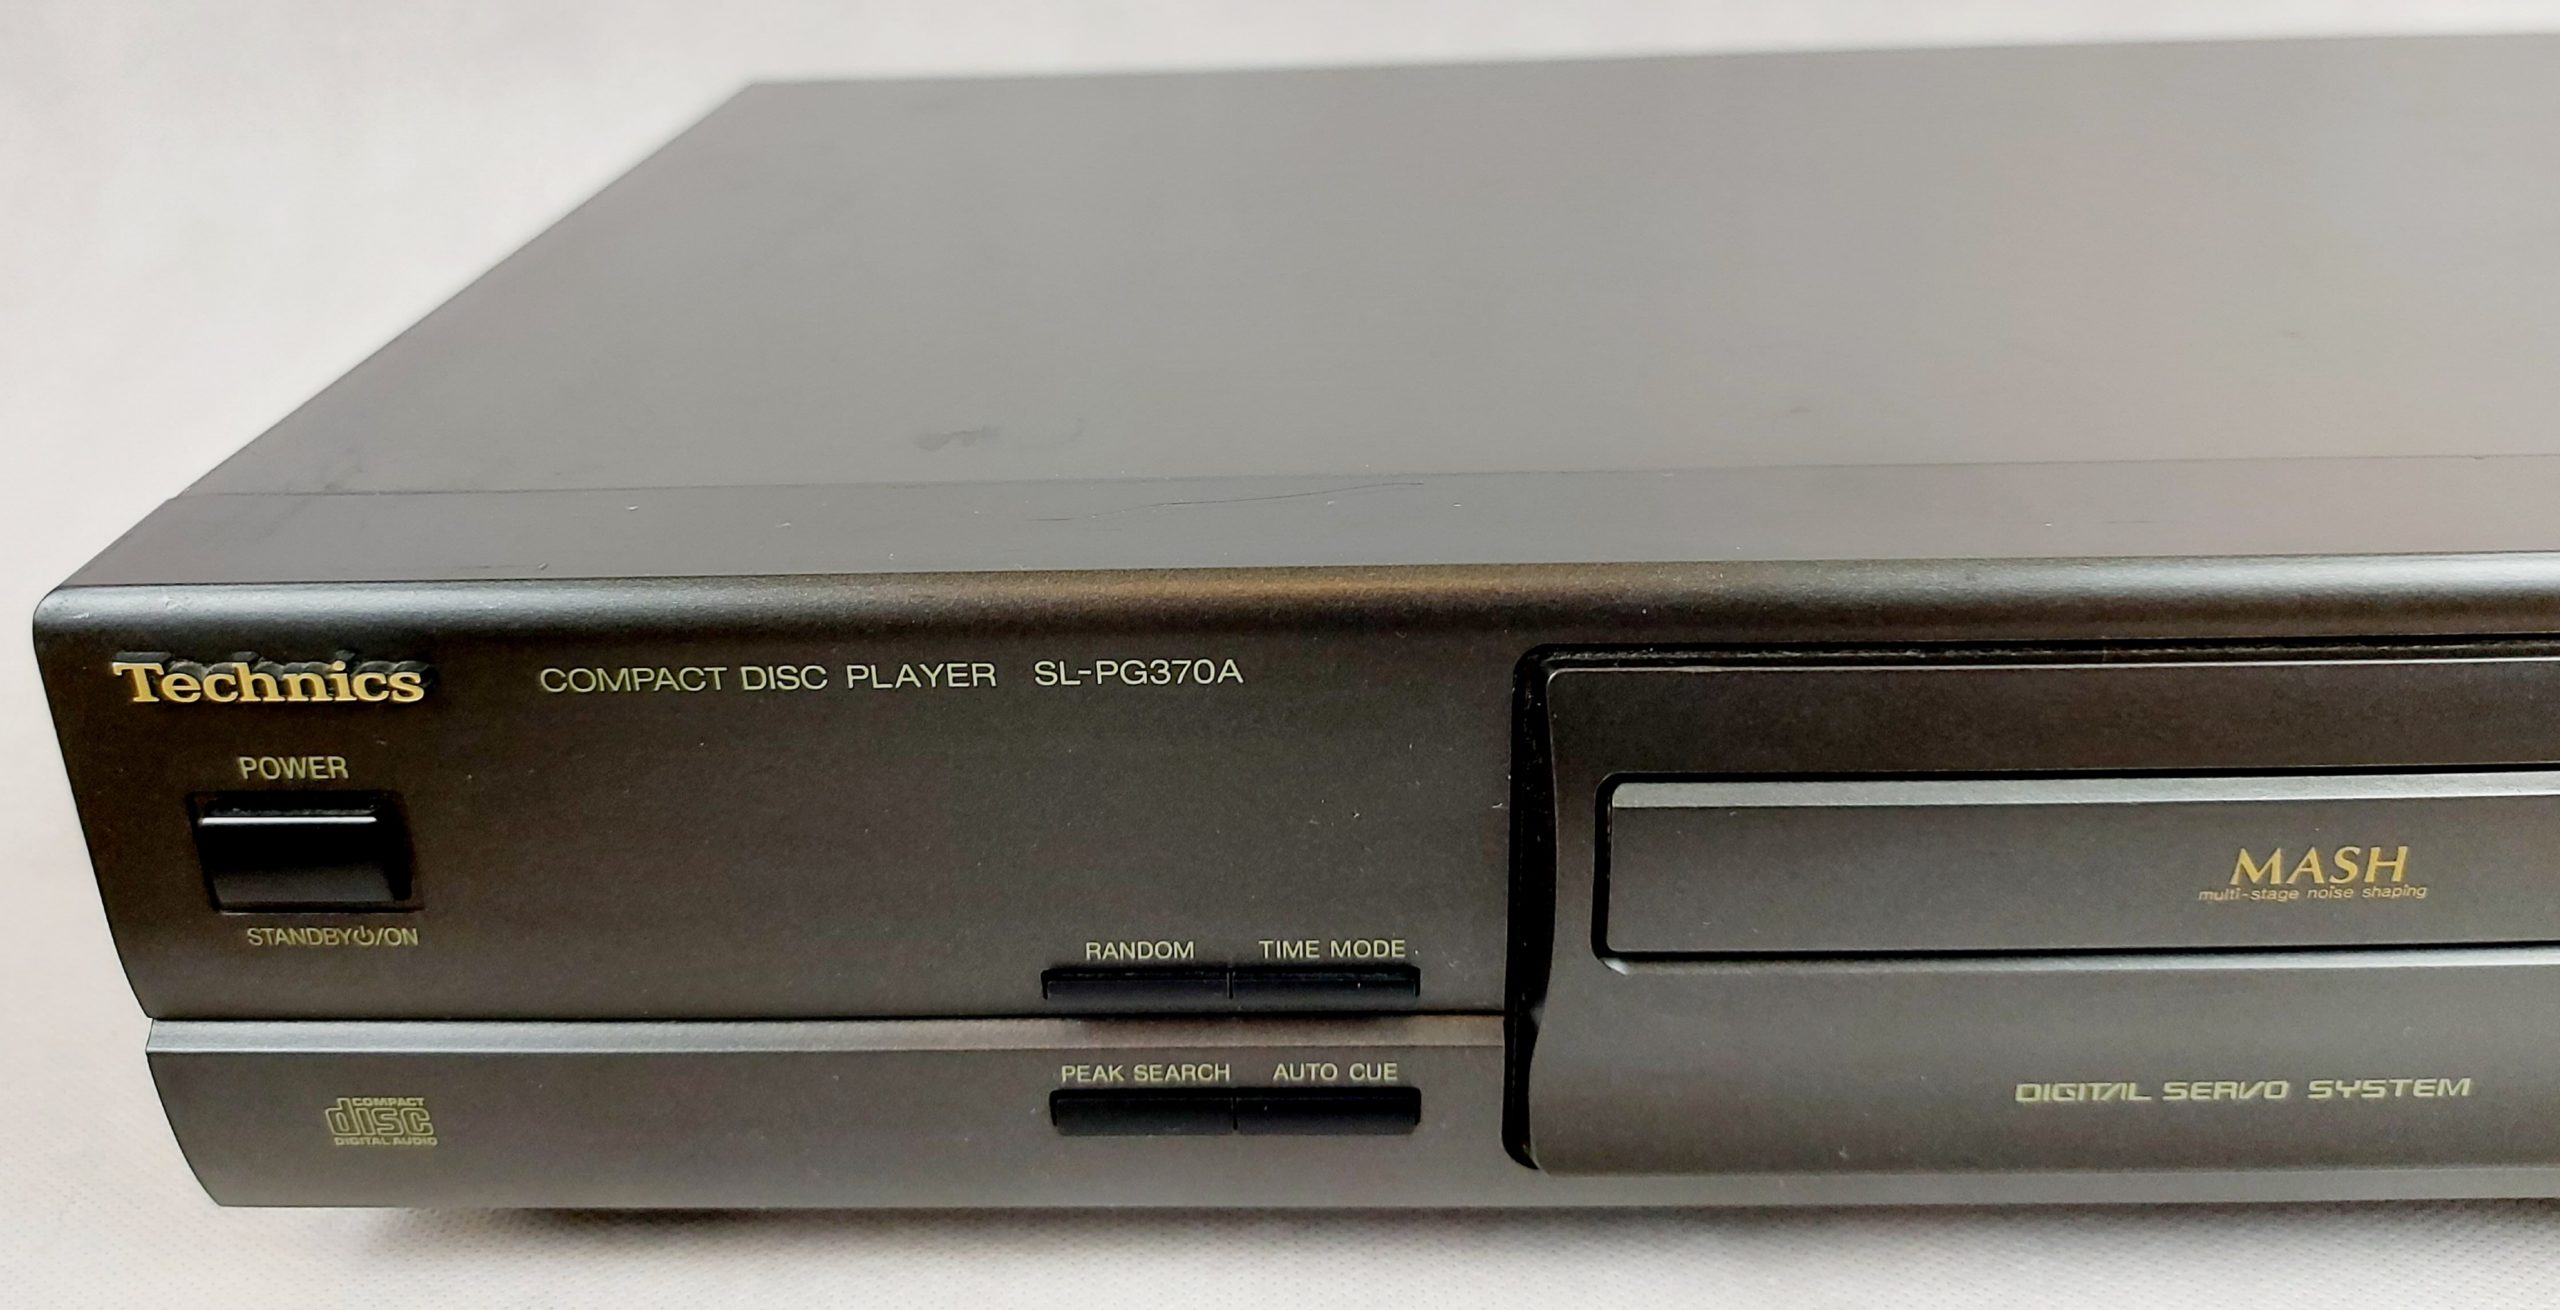 Technics
COMPACT DISC PLAYER SL-PG370A
POWER
STANDBY⏻/ON
RANDOM TIME MODE
PEAK SEARCH AUTO CUE
COMPACT
disc
DIGITAL AUDIO
MASH
multi-stage noise shaping
DIGITAL SERVO SYSTEM